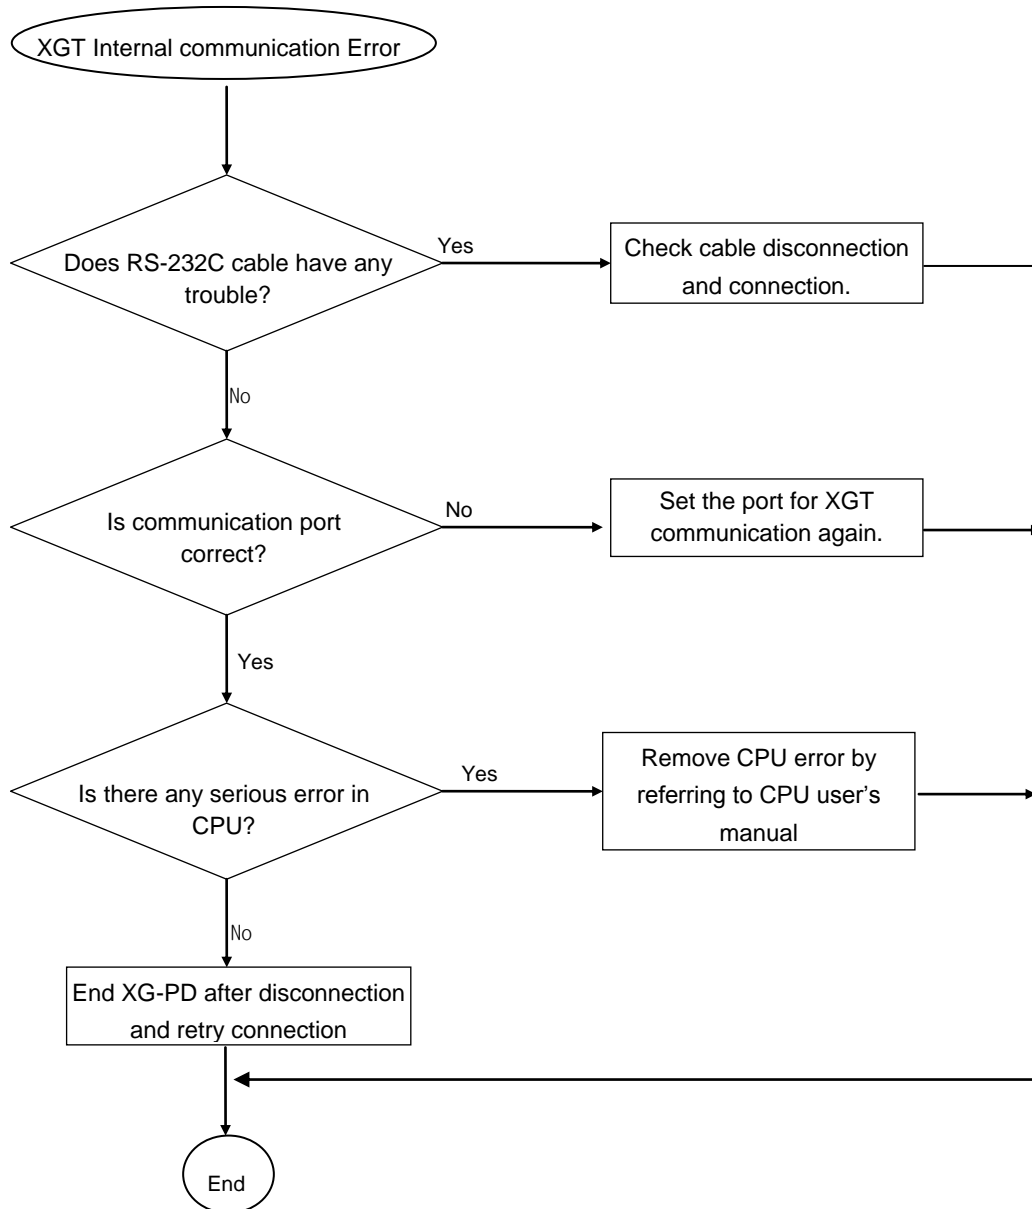 XGT Internal communication Error
Does RS-232C cable have any
trouble?
Yes
Check cable disconnection
and connection.
No
Is communication port
correct?
No
Set the port for XGT
communication again.
Yes
Is there any serious error in
CPU?
Yes
Remove CPU error by
referring to CPU user’s
manual
No
End XG-PD after disconnection
and retry connection
End